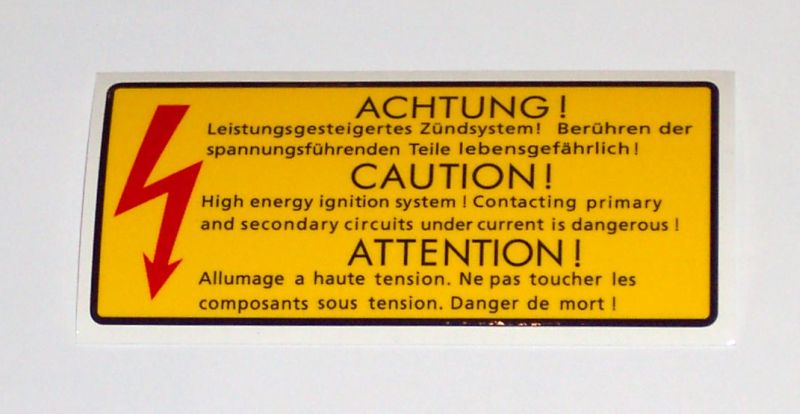 ACHTUNG!
Leistungsgesteigertes Zündsystem! Berühren der
spannungsführenden Teile lebensgefährlich!
CAUTION!
High energy ignition system! Contacting primary
and secondary circuits under current is dangerous!
ATTENTION!
Allumage a haute tension. Ne pas toucher les
composants sous tension. Danger de mort!